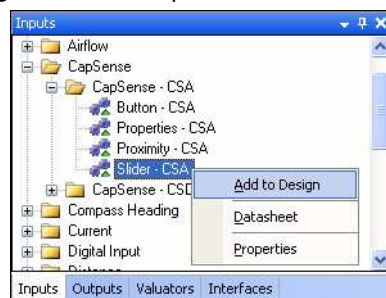 Inputs
Airflow
CapSense
CapSense - CSA
Button - CSA
Properties - CSA
Proximity - CSA
Slider - CSA
Add to Design
CapSense - CSD
Datasheet
Compass Heading
Current
Properties
Digital Input
Distance
Inputs Outputs Valuators Interfaces